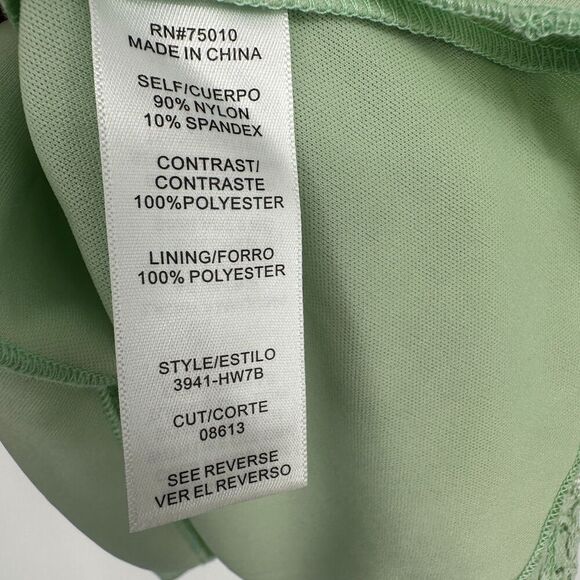 RN#75010
MADE IN CHINA
SELF/CUERPO
90% NYLON
10% SPANDEX
CONTRAST/
CONTRASTE
100%POLYESTER
LINING/FORRO
100% POLYESTER
STYLE/ESTILO
3941-HW7B
CUT/CORTE
08613
SEE REVERSE
VER EL REVERSO